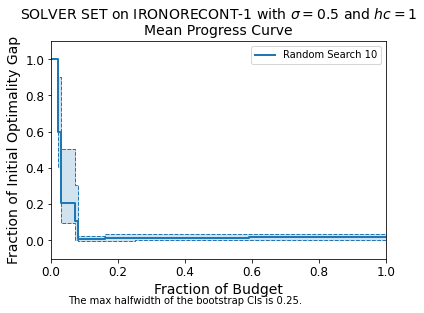 SOLVER SET on IRONORECONT-1 with σ = 0.5 and hc = 1
Mean Progress Curve
Random Search 10
Fraction of Initial Optimality Gap
1.0
0.8
0.6
0.4
0.2
0.0
0.0 0.2 0.4 0.6 0.8 1.0
Fraction of Budget
The max halfwidth of the bootstrap CIs is 0.25.